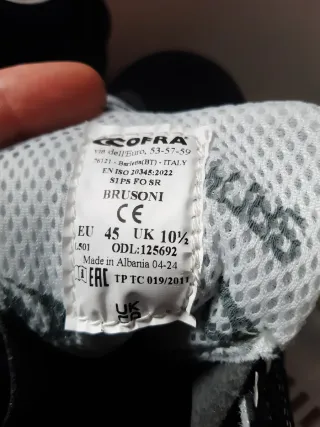 COFRA
via dell'Euro, 53-57-59
76121 - Barletta(BT) - ITALY
EN ISO 20345:2022
S1PS FO SR
BRUSONI
CE
EU 45 UK 10½
ODL:125692
Made in Albania 04-24
EAC TP TC 019/2011
UK
CA